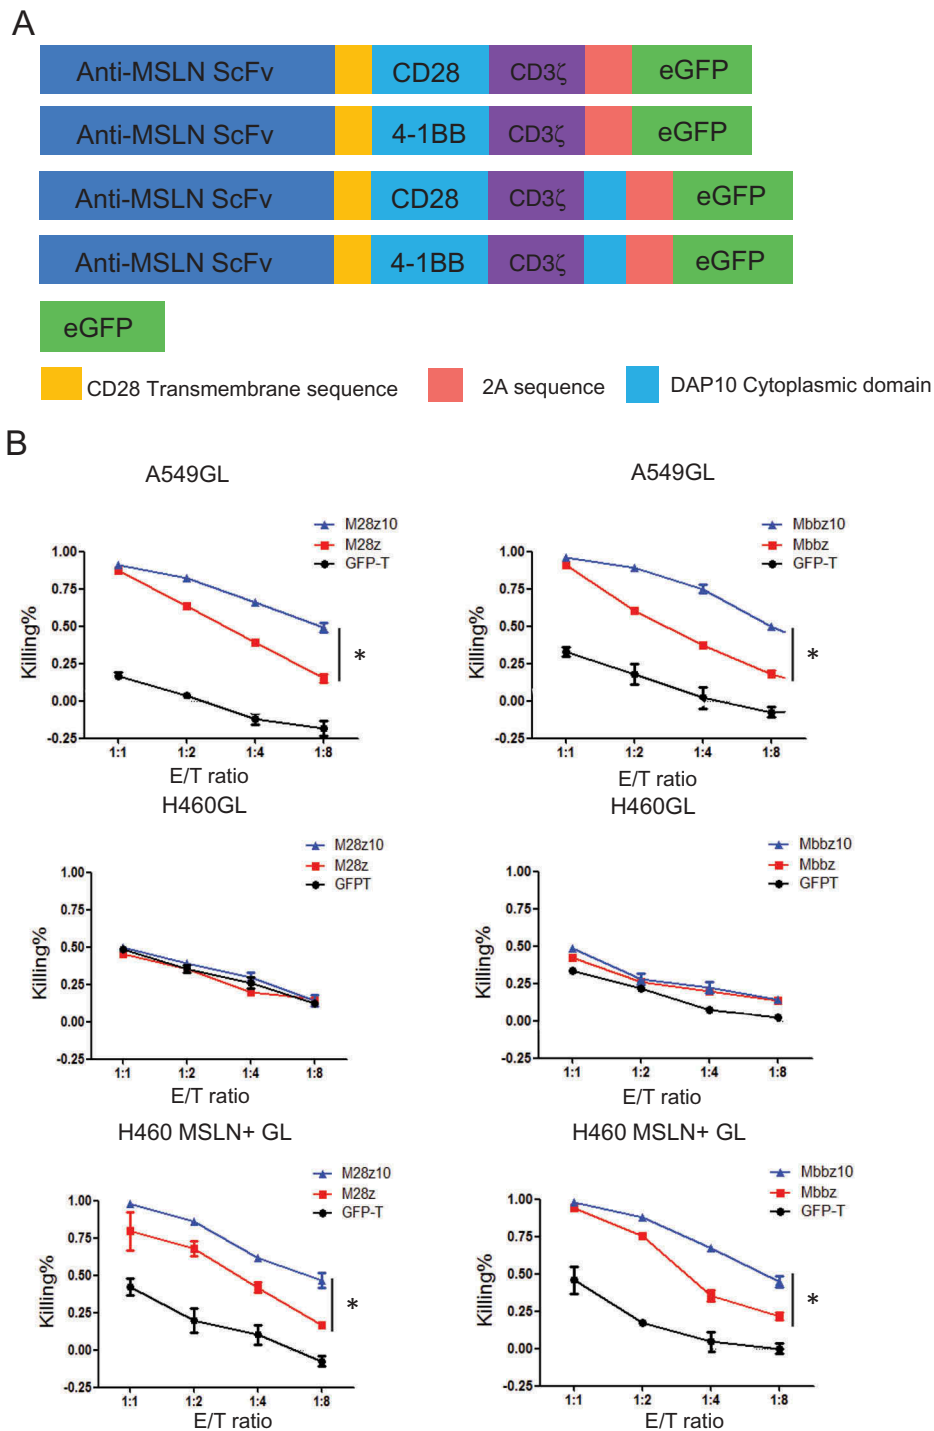 A
Anti-MSLN ScFv CD28 CD3ζ eGFP
Anti-MSLN ScFv 4-1BB CD3ζ eGFP
Anti-MSLN ScFv CD28 CD3ζ eGFP
Anti-MSLN ScFv 4-1BB CD3ζ eGFP
eGFP
CD28 Transmembrane sequence 2A sequence DAP10 Cytoplasmic domain
B
A549GL
M28z10
M28z
GFP-T
1.00
0.75
0.50
0.25
0.00
-0.25
Killing%
*
1:1 1:2 1:4 1:8
E/T ratio
A549GL
Mbbz10
Mbbz
GFP-T
1.00
0.75
0.50
0.25
0.00
-0.25
Killing%
*
1:1 1:2 1:4 1:8
E/T ratio
H460GL
M28z10
M28z
GFPT
1.00
0.75
0.50
0.25
0.00
-0.25
Killing%
1:1 1:2 1:4 1:8
E/T ratio
H460GL
Mbbz10
Mbbz
GFPT
1.00
0.75
0.50
0.25
0.00
-0.25
Killing%
1:1 1:2 1:4 1:8
E/T ratio
H460 MSLN+ GL
M28z10
M28z
GFP-T
1.00
0.75
0.50
0.25
0.00
-0.25
Killing%
*
1:1 1:2 1:4 1:8
E/T ratio
H460 MSLN+ GL
Mbbz10
Mbbz
GFP-T
1.00
0.75
0.50
0.25
0.00
-0.25
Killing%
*
1:1 1:2 1:4 1:8
E/T ratio